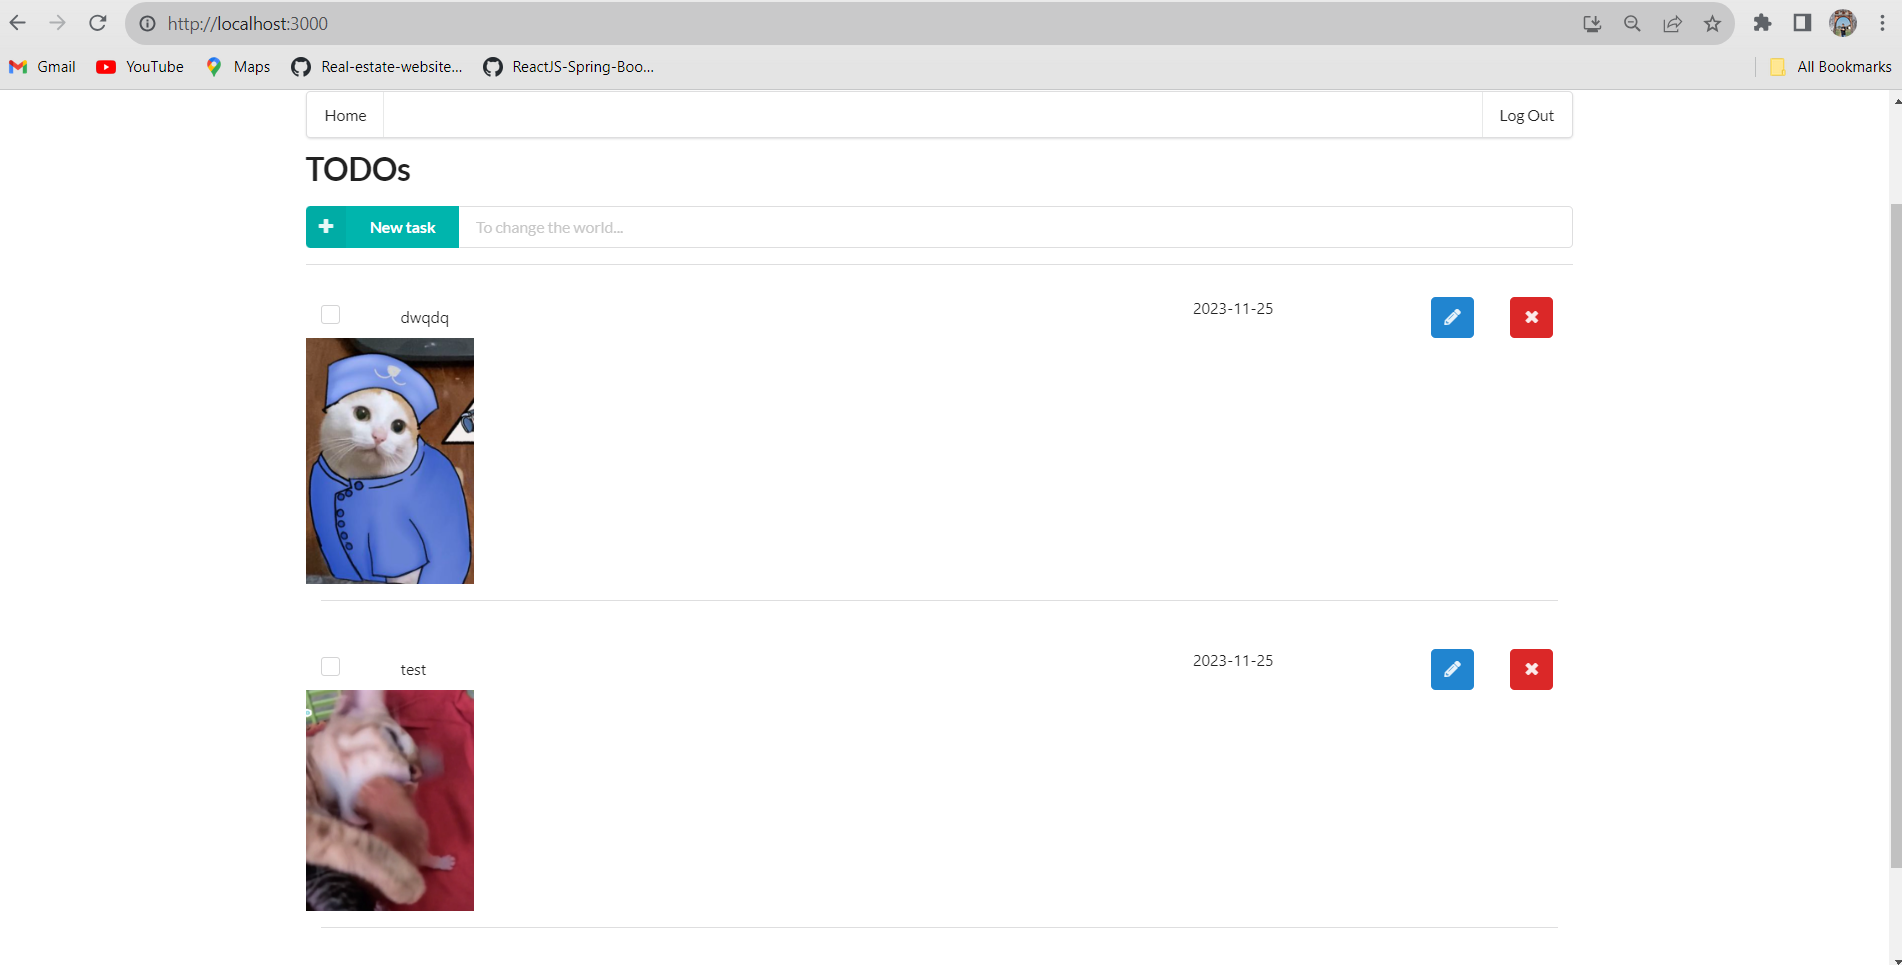 http://localhost:3000
Gmail YouTube Maps Real-estate-website... ReactJS-Spring-Boo... All Bookmarks
Home Log Out
TODOs
New task To change the world...
dwqdq 2023-11-25
test 2023-11-25